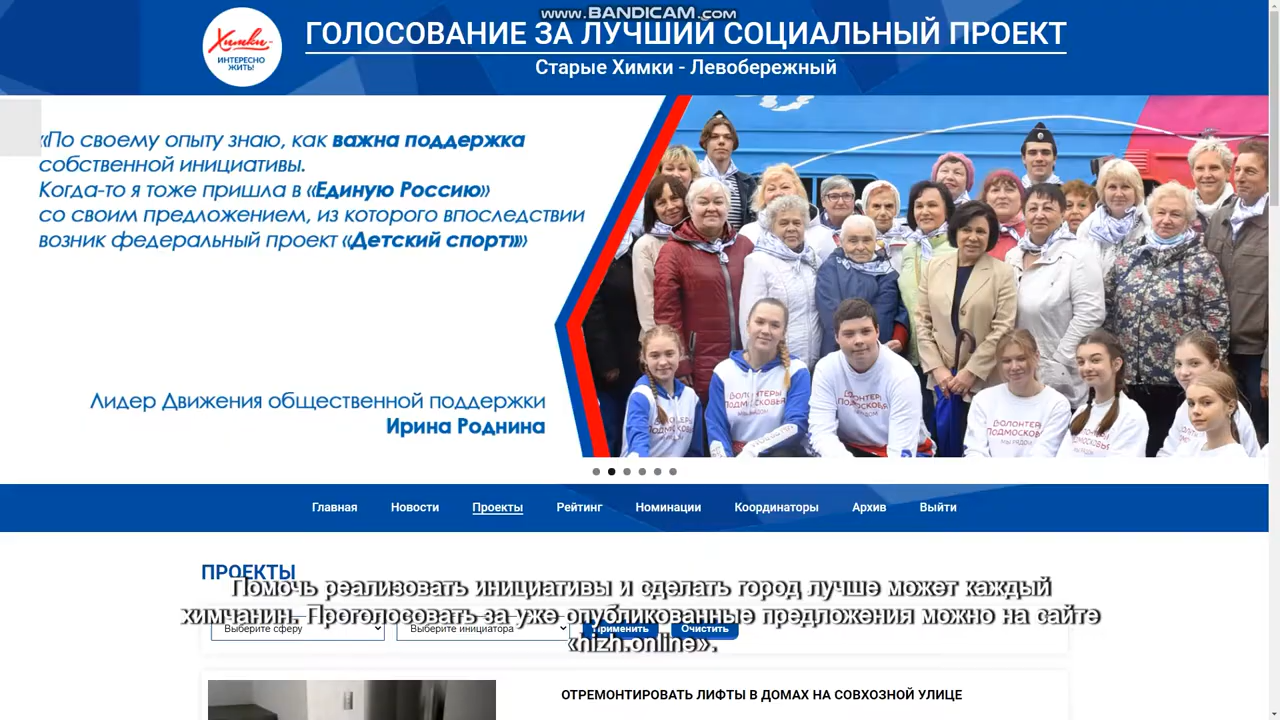 www.BANDICAM.com
Химки-
ИНТЕРЕСНО
ЖИТЬ!
ГОЛОСОВАНИЕ ЗА ЛУЧШИЙ СОЦИАЛЬНЫЙ ПРОЕКТ
Старые Химки - Левобережный
«По своему опыту знаю, как важна поддержка
собственной инициативы.
Когда-то я тоже пришла в «Единую Россию»
со своим предложением, из которого впоследствии
возник федеральный проект «Детский спорт»»
Лидер Движения общественной поддержки
Ирина Роднина
ВОЛОНТЕРЫ
ПОДМОСКОВЬЯ
Главная Новости Проекты Рейтинг Номинации Координаторы Архив Выйти
ПРОЕКТЫ
Помочь реализовать инициативы и сделать город лучше может каждый
химчанин. Проголосовать за уже опубликованные предложения можно на сайте
«hizh.online».
Выберите сферу Выберите инициатора Применить Очистить
ОТРЕМОНТИРОВАТЬ ЛИФТЫ В ДОМАХ НА СОВХОЗНОЙ УЛИЦЕ